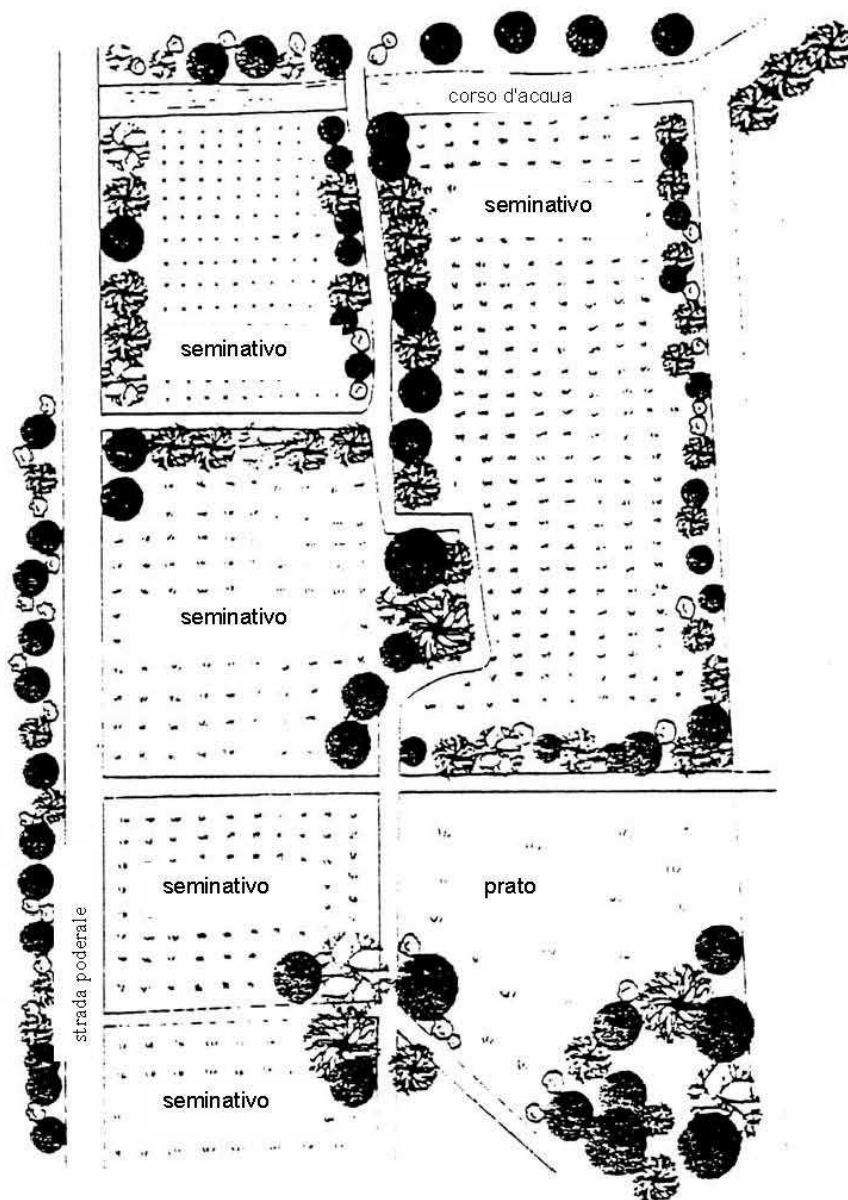 corso d'acqua
seminativo
seminativo
seminativo
seminativo
prato
strada poderale
seminativo